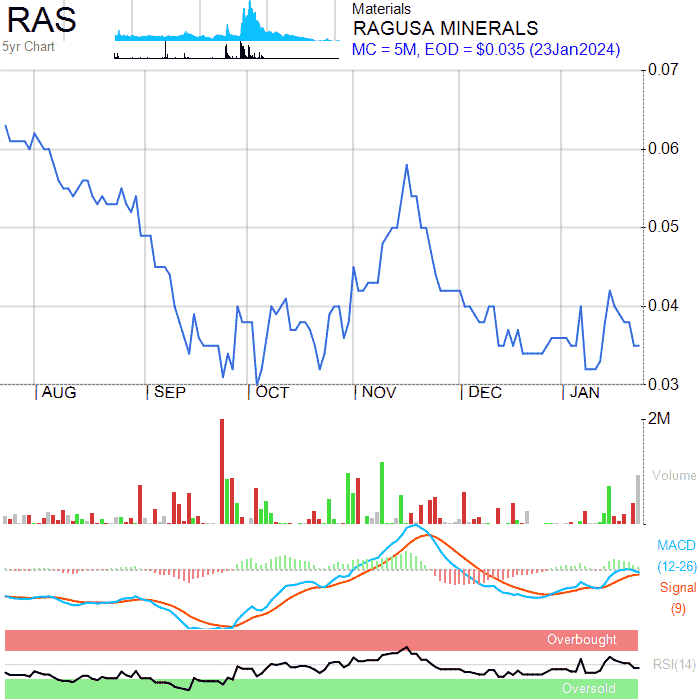 RAS
5yr Chart
Materials
RAGUSA MINERALS
MC = 5M, EOD = $0.035 (23Jan2024)
0.07
0.06
0.05
0.04
0.03
AUG SEP OCT NOV DEC JAN
2M
Volume
MACD
(12-26)
Signal
(9)
Overbought
RSI(14)
Oversold